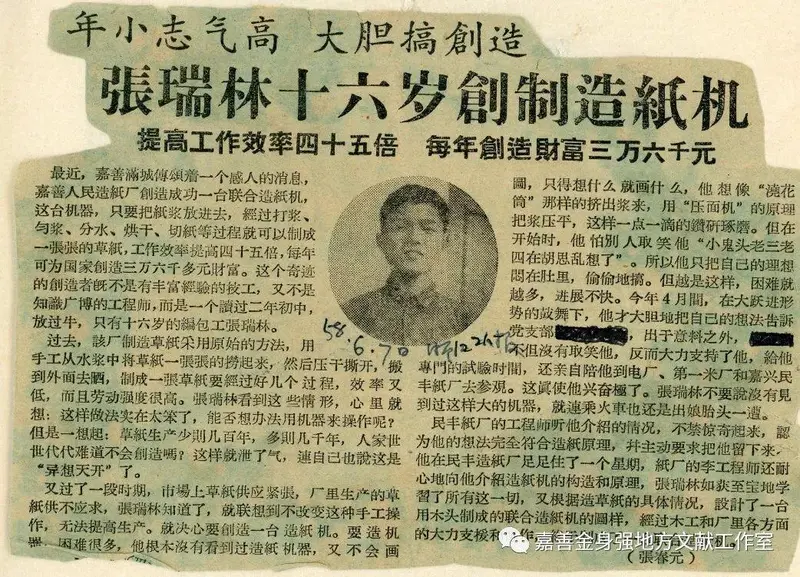 年小志气高 大胆搞創造
張瑞林十六岁創制造紙机
提高工作效率四十五倍 每年創造財富三万六千元
最近，嘉善滿城傳頌着一个感人的消息，
嘉善人民造紙厂創造成功一台联合造紙机，
这台机器，只要把紙浆放进去，經过打浆、
勻浆、分水、烘干、切紙等过程就可以制成
一張張的草紙，工作效率提高四十五倍，每年
可为国家創造三万六千多元財富。这个奇迹
的創造者旣不是有丰富經驗的技工，又不是
知識广博的工程师，而是一个讀过二年初中，
放过牛，只有十六岁的繃包工張瑞林。
过去，該厂制造草紙采用原始的方法，用
手工从水浆中将草紙一張張的捞起来，然后压干撕开，搬
到外面去晒，制成一張草紙要經过好几个过程，效率又
低，而且劳动强度很高。張瑞林看到这些情形，心里就
想：这样做法实在太笨了，能否想办法用机器来操作呢？
但是一想起：草紙生产少則几百年，多則几千年，人家世
世代代难道不会創造嗎？这样就泄了气，連自己也說这是
“异想天开”了。
又过了一段时期，市場上草紙供应紧張，厂里生产的草
紙供不应求，張瑞林知道了，就联想到不改变这种手工操
作，无法提高生产。就决心要創造一台造紙机。要造机
器，困难很多，他根本沒有看到过造紙机器，又不会画
圖，只得想什么就画什么，他想像“澆花
筒”那样的挤出浆来，用“压面机”的原理
把浆压平，这样一点一滴的鑽研琢磨。但在
开始时，他怕別人取笑他“小鬼头老三老
四在胡思乱想了”。所以他只把自己的理想
悶在肚里，偷偷地搞。但越是这样，困难就
越多，进展不快。今年4月間，在大跃进形
势的鼓舞下，他才大胆地把自己的想法告訴
党支部 ，出于意料之外，
不但沒有取笑他，反而大力支持了他，給他
專門的試驗时間，还亲自陪他到电厂、第一米厂和嘉兴民
丰紙厂去参观。这真使他兴奋極了。張瑞林不要說沒有見
到过这样大的机器，就連乘火車也还是出娘胎头一遭。
民丰紙厂的工程师听他介紹的情况，不禁惊奇起来，認
为他的想法完全符合造紙原理，幷主动要求把他留下来，
他在民丰造紙厂足足住了一个星期，紙厂的李工程师还耐
心地向他介紹造紙机的构造和原理，張瑞林如获至宝地学
習了所有这一切，又根据造草紙的具体情况，設計了一台
用木头制成的联合造紙机的圖样，經过木工和厂里各方面
的大力支援和
机。
（張春元）
58.6.70
嘉善金身强地方文献工作室